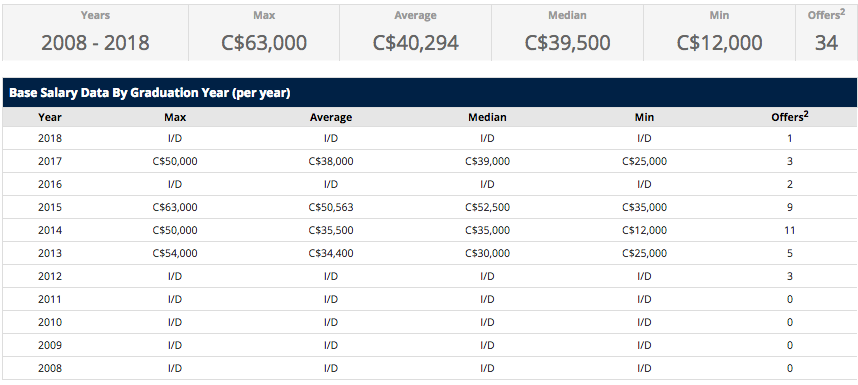 Years Max Average Median Min Offers2
2008 - 2018 C$63,000 C$40,294 C$39,500 C$12,000 34
Base Salary Data By Graduation Year (per year)
Year Max Average Median Min Offers2
2018 I/D I/D I/D I/D 1
2017 C$50,000 C$38,000 C$39,000 C$25,000 3
2016 I/D I/D I/D I/D 2
2015 C$63,000 C$50,563 C$52,500 C$35,000 9
2014 C$50,000 C$35,500 C$35,000 C$12,000 11
2013 C$54,000 C$34,400 C$30,000 C$25,000 5
2012 I/D I/D I/D I/D 3
2011 I/D I/D I/D I/D 0
2010 I/D I/D I/D I/D 0
2009 I/D I/D I/D I/D 0
2008 I/D I/D I/D I/D 0